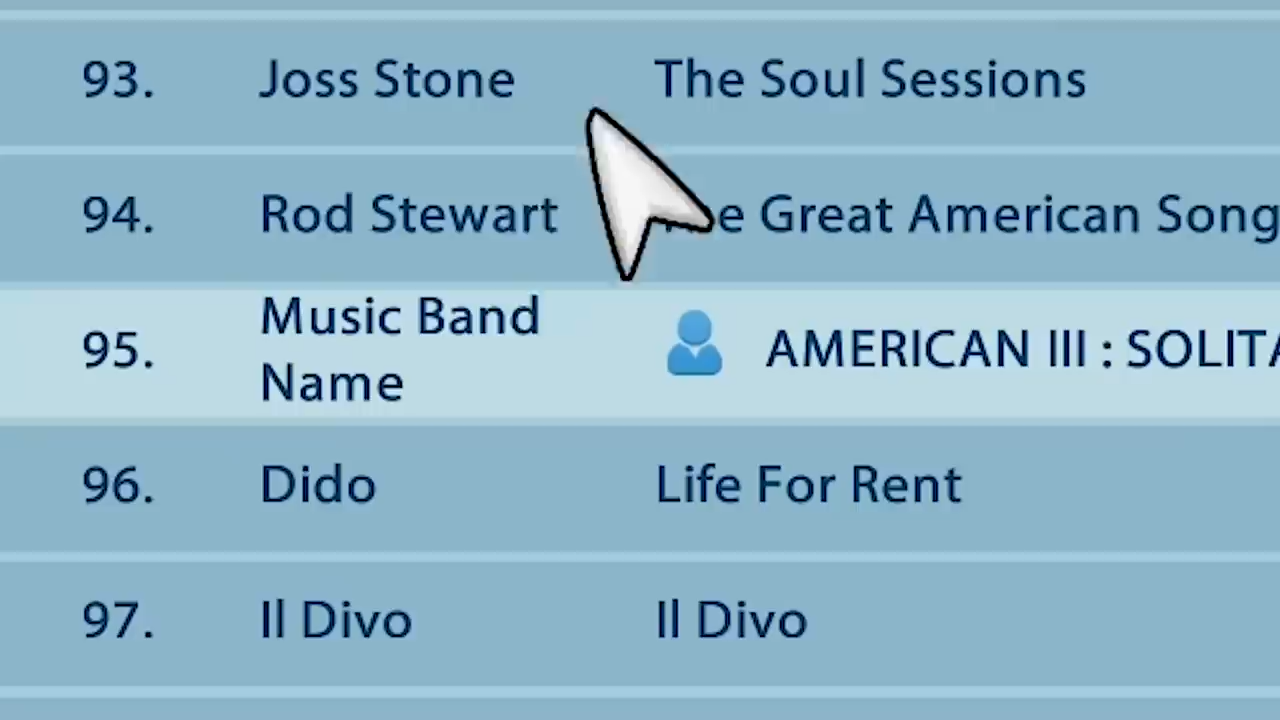 93. Joss Stone The Soul Sessions
94. Rod Stewart Great American Song
95. Music Band Name AMERICAN III : SOLITA
96. Dido Life For Rent
97. Il Divo Il Divo